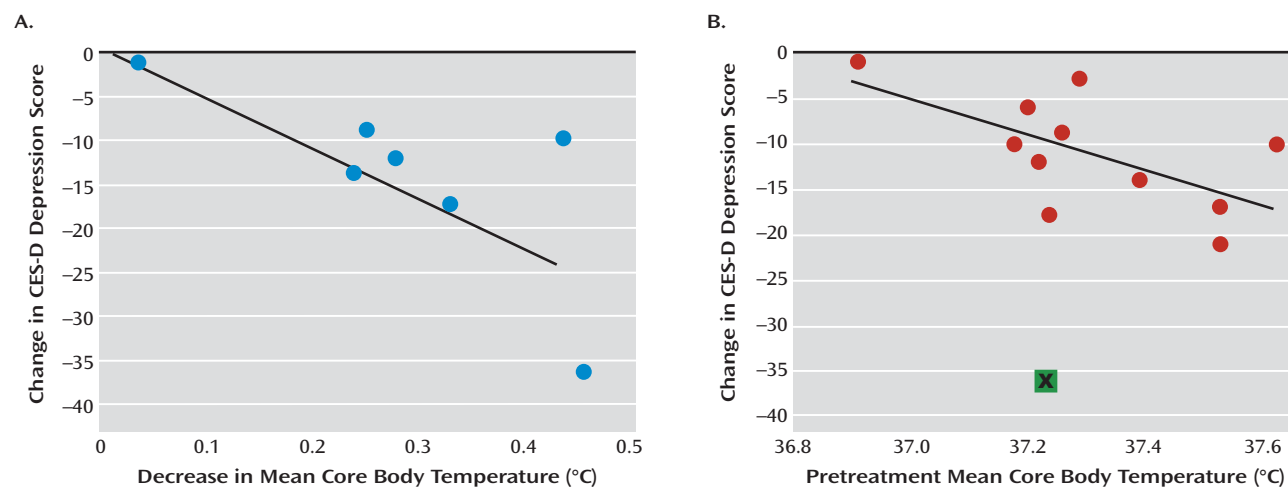 A.
Change in CES-D Depression Score
0
–5
–10
–15
–20
–25
–30
–35
–40
0 0.1 0.2 0.3 0.4 0.5
Decrease in Mean Core Body Temperature (°C)
B.
Change in CES-D Depression Score
0
–5
–10
–15
–20
–25
–30
–35
–40
X
36.8 37.0 37.2 37.4 37.6
Pretreatment Mean Core Body Temperature (°C)